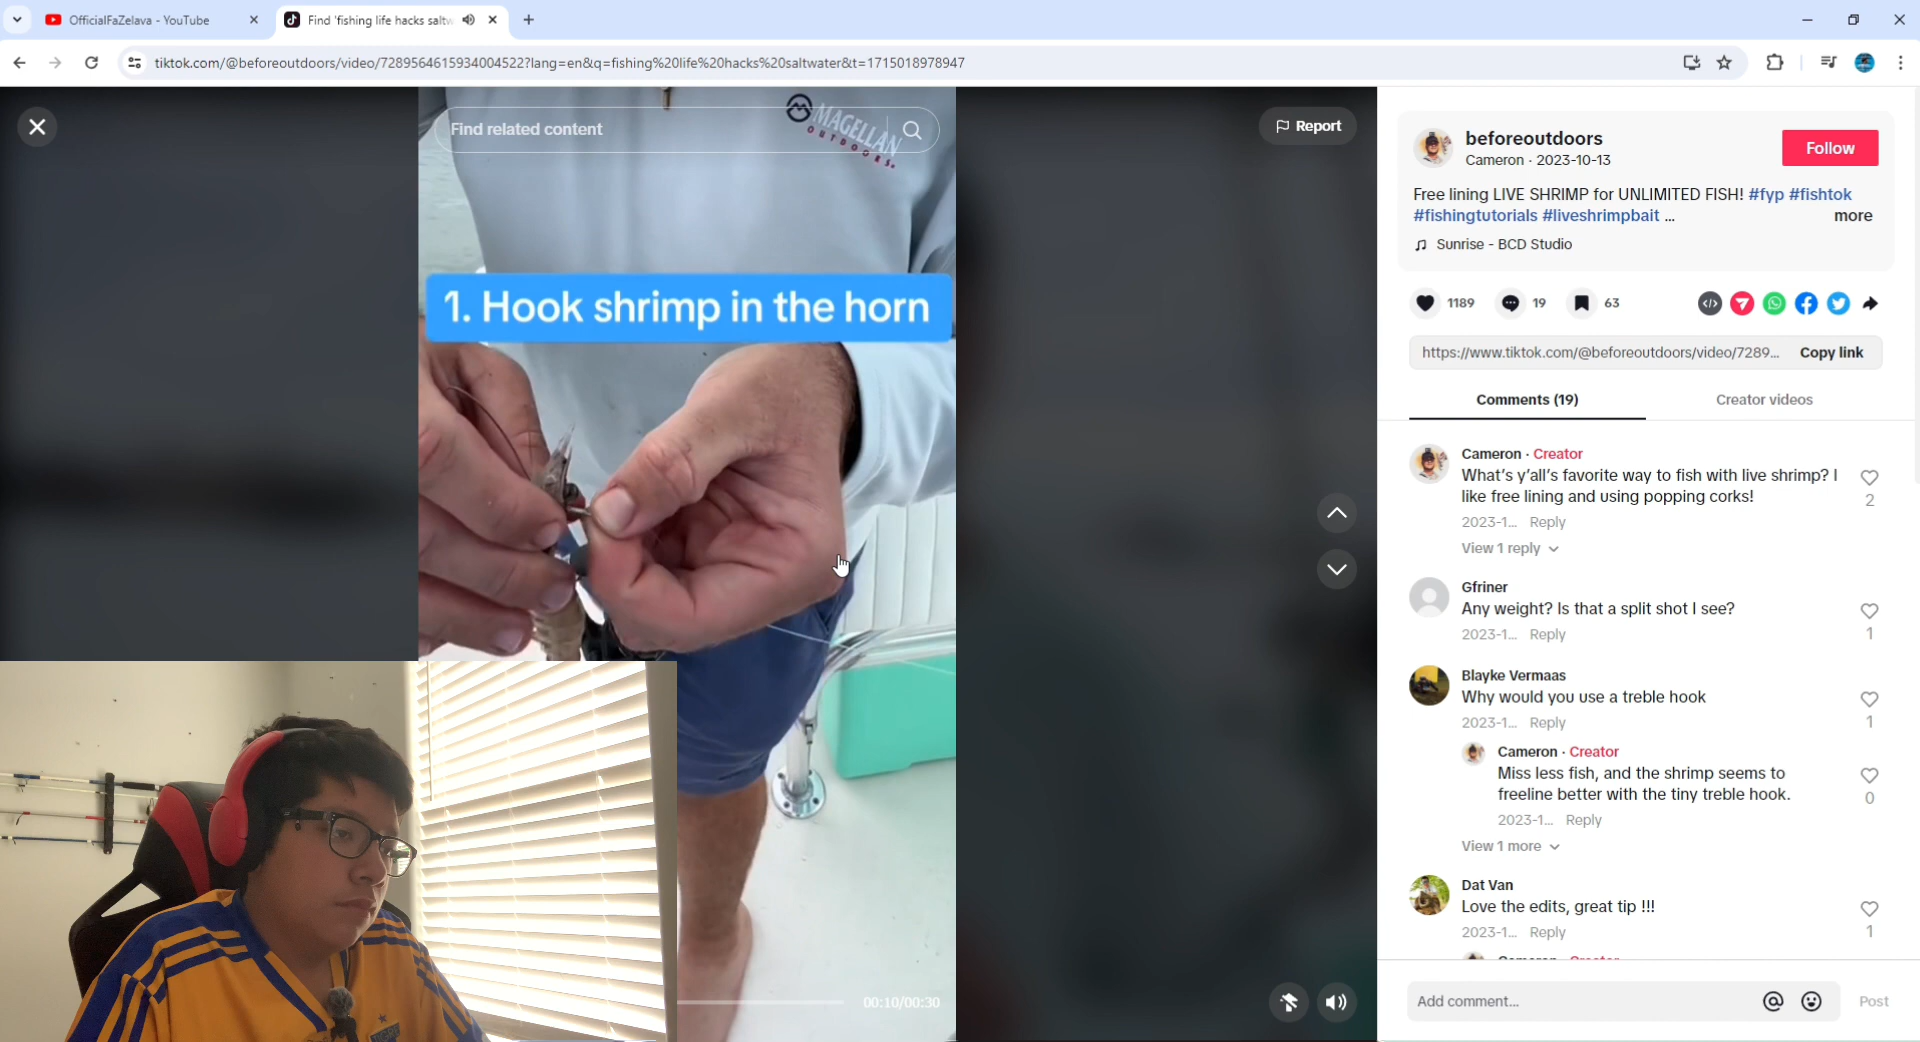 OfficialFaZelava - YouTube
Find 'fishing life hacks saltw
tiktok.com/@beforeoutdoors/video/7289564615934004522?lang=en&q=fishing%20life%20hacks%20saltwater&t=1715018978947
Find related content
MAGELLAN
OUTDOORS
Report
1. Hook shrimp in the horn
00:10/00:30
beforeoutdoors
Cameron · 2023-10-13
Follow
Free lining LIVE SHRIMP for UNLIMITED FISH! #fyp #fishtok
#fishingtutorials #liveshrimpbait ...
more
Sunrise - BCD Studio
1189
19
63
https://www.tiktok.com/@beforeoutdoors/video/7289...
Copy link
Comments (19)
Creator videos
Cameron · Creator
What's y'all's favorite way to fish with live shrimp? I
like free lining and using popping corks!
2
2023-1... Reply
View 1 reply
Gfriner
Any weight? Is that a split shot I see?
2023-1... Reply
1
Blayke Vermaas
Why would you use a treble hook
2023-1... Reply
1
Cameron · Creator
Miss less fish, and the shrimp seems to
freeline better with the tiny treble hook.
0
2023-1... Reply
View 1 more
Dat Van
Love the edits, great tip !!!
2023-1... Reply
1
Add comment...
Post